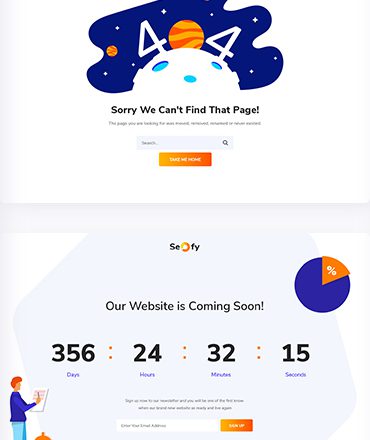 4 4
Sorry We Can't Find That Page!
The page you are looking for was moved, removed, renamed or never existed.
Search...
TAKE ME HOME
Seofy
%
Our Website is Coming Soon!
356 : 24 : 32 : 15
Days Hours Minutes Seconds
Sign up now to our newsletter and you will be one of the first know
when our brand new website as ready and live again
Enter Your Email Address
SIGN UP